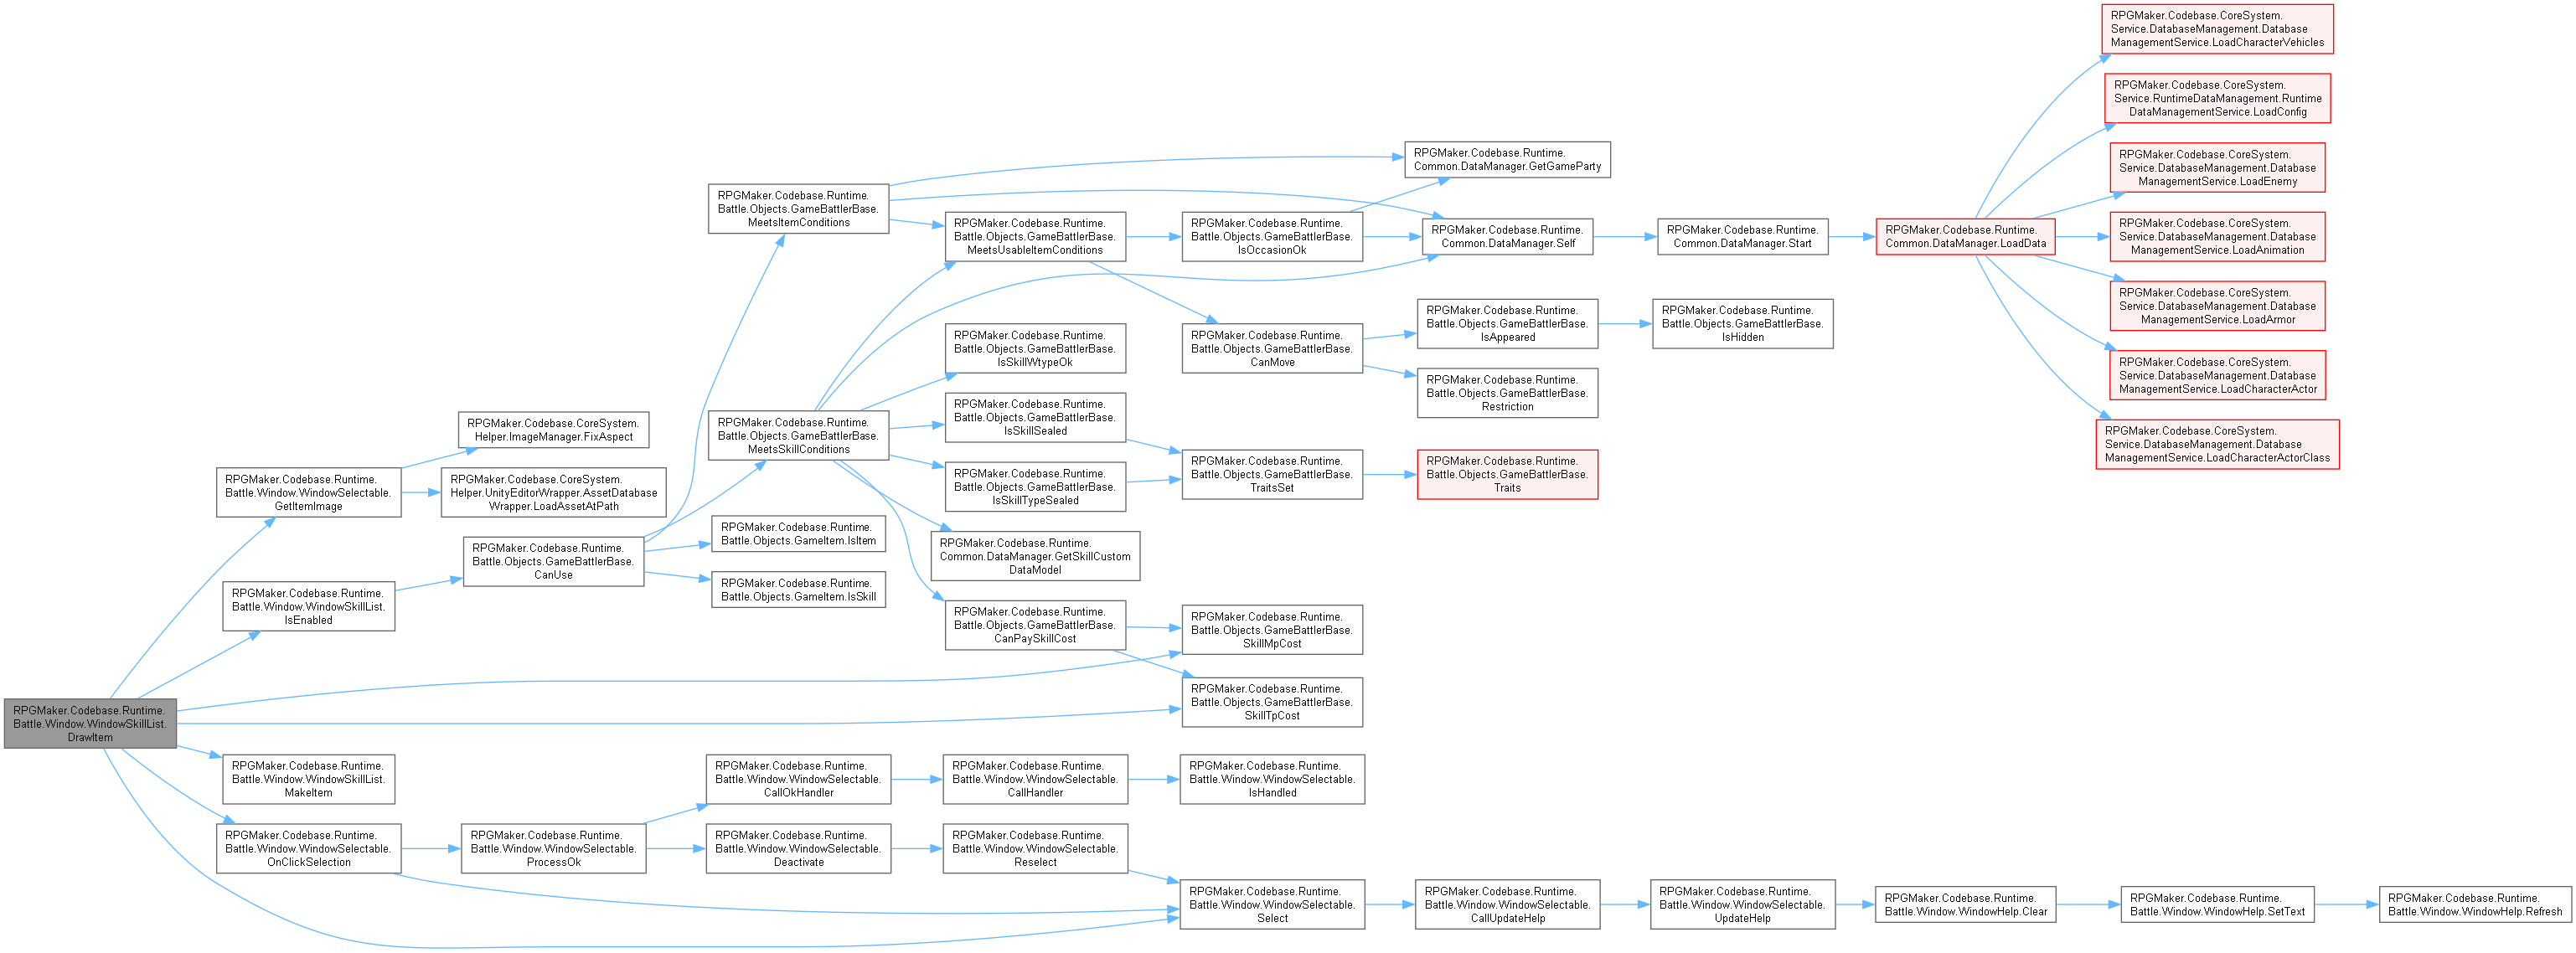 RPGMaker.Codebase.Runtime.
Battle.Window.WindowSkillList.
DrawItem
RPGMaker.Codebase.Runtime.
Battle.Window.WindowSelectable.
GetItemImage
RPGMaker.Codebase.CoreSystem.
Helper.ImageManager.FixAspect
RPGMaker.Codebase.CoreSystem.
Helper.UnityEditorWrapper.AssetDatabase
Wrapper.LoadAssetAtPath
RPGMaker.Codebase.Runtime.
Battle.Window.WindowSkillList.
IsEnabled
RPGMaker.Codebase.Runtime.
Battle.Objects.GameBattlerBase.
CanUse
RPGMaker.Codebase.Runtime.
Battle.Objects.GameBattlerBase.
MeetsItemConditions
RPGMaker.Codebase.Runtime.
Common.DataManager.GetGameParty
RPGMaker.Codebase.Runtime.
Battle.Objects.GameBattlerBase.
MeetsUsableItemConditions
RPGMaker.Codebase.Runtime.
Battle.Objects.GameBattlerBase.
IsOccasionOk
RPGMaker.Codebase.Runtime.
Common.DataManager.Self
RPGMaker.Codebase.Runtime.
Common.DataManager.Start
RPGMaker.Codebase.Runtime.
Common.DataManager.LoadData
RPGMaker.Codebase.CoreSystem.
Service.DatabaseManagement.Database
ManagementService.LoadCharacterVehicles
RPGMaker.Codebase.CoreSystem.
Service.RuntimeDataManagement.Runtime
DataManagementService.LoadConfig
RPGMaker.Codebase.CoreSystem.
Service.DatabaseManagement.Database
ManagementService.LoadEnemy
RPGMaker.Codebase.CoreSystem.
Service.DatabaseManagement.Database
ManagementService.LoadAnimation
RPGMaker.Codebase.CoreSystem.
Service.DatabaseManagement.Database
ManagementService.LoadArmor
RPGMaker.Codebase.CoreSystem.
Service.DatabaseManagement.Database
ManagementService.LoadCharacterActor
RPGMaker.Codebase.CoreSystem.
Service.DatabaseManagement.Database
ManagementService.LoadCharacterActorClass
RPGMaker.Codebase.Runtime.
Battle.Objects.GameBattlerBase.
CanMove
RPGMaker.Codebase.Runtime.
Battle.Objects.GameBattlerBase.
IsAppeared
RPGMaker.Codebase.Runtime.
Battle.Objects.GameBattlerBase.
IsHidden
RPGMaker.Codebase.Runtime.
Battle.Objects.GameBattlerBase.
Restriction
RPGMaker.Codebase.Runtime.
Battle.Objects.GameBattlerBase.
MeetsSkillConditions
RPGMaker.Codebase.Runtime.
Battle.Objects.GameBattlerBase.
IsSkillWtypeOk
RPGMaker.Codebase.Runtime.
Battle.Objects.GameBattlerBase.
IsSkillSealed
RPGMaker.Codebase.Runtime.
Battle.Objects.GameBattlerBase.
IsSkillTypeSealed
RPGMaker.Codebase.Runtime.
Battle.Objects.GameBattlerBase.
TraitsSet
RPGMaker.Codebase.Runtime.
Battle.Objects.GameBattlerBase.
Traits
RPGMaker.Codebase.Runtime.
Common.DataManager.GetSkillCustom
DataModel
RPGMaker.Codebase.Runtime.
Battle.Objects.GameBattlerBase.
CanPaySkillCost
RPGMaker.Codebase.Runtime.
Battle.Objects.GameBattlerBase.
SkillMpCost
RPGMaker.Codebase.Runtime.
Battle.Objects.GameBattlerBase.
SkillTpCost
RPGMaker.Codebase.Runtime.
Battle.Objects.GameItem.IsItem
RPGMaker.Codebase.Runtime.
Battle.Objects.GameItem.IsSkill
RPGMaker.Codebase.Runtime.
Battle.Window.WindowSkillList.
MakeItem
RPGMaker.Codebase.Runtime.
Battle.Window.WindowSelectable.
OnClickSelection
RPGMaker.Codebase.Runtime.
Battle.Window.WindowSelectable.
ProcessOk
RPGMaker.Codebase.Runtime.
Battle.Window.WindowSelectable.
CallOkHandler
RPGMaker.Codebase.Runtime.
Battle.Window.WindowSelectable.
CallHandler
RPGMaker.Codebase.Runtime.
Battle.Window.WindowSelectable.
IsHandled
RPGMaker.Codebase.Runtime.
Battle.Window.WindowSelectable.
Deactivate
RPGMaker.Codebase.Runtime.
Battle.Window.WindowSelectable.
Reselect
RPGMaker.Codebase.Runtime.
Battle.Window.WindowSelectable.
Select
RPGMaker.Codebase.Runtime.
Battle.Window.WindowSelectable.
CallUpdateHelp
RPGMaker.Codebase.Runtime.
Battle.Window.WindowSelectable.
UpdateHelp
RPGMaker.Codebase.Runtime.
Battle.Window.WindowHelp.Clear
RPGMaker.Codebase.Runtime.
Battle.Window.WindowHelp.SetText
RPGMaker.Codebase.Runtime.
Battle.Window.WindowHelp.Refresh